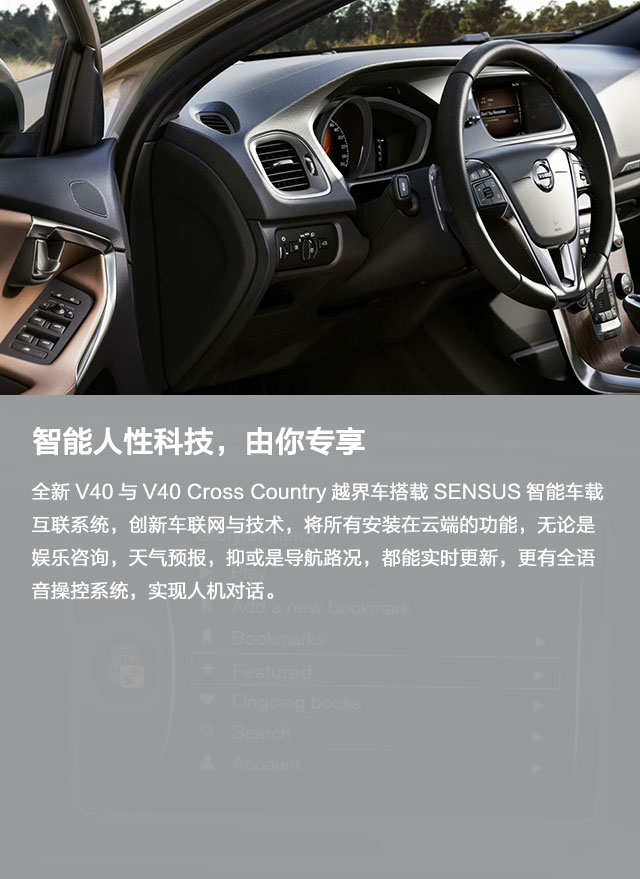 智能人性科技，由你专享
全新 V40 与 V40 Cross Country 越界车搭载 SENSUS 智能车载
互联系统，创新车联网与技术，将所有安装在云端的功能，无论是
娱乐咨询，天气预报，抑或是导航路况，都能实时更新，更有全语
音操控系统，实现人机对话。
Play
Add a new bookmark
Bookmarks
Featured
Ongoing books
Search
Account